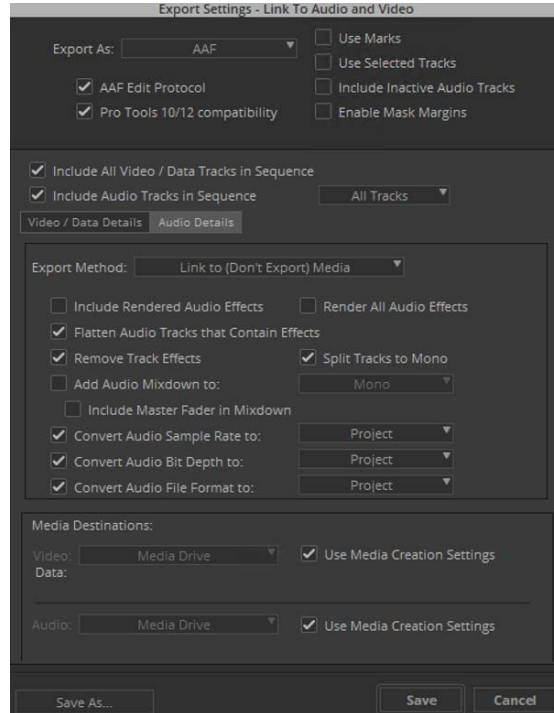 Export Settings - Link To Audio and Video
Export As: AAF
Use Marks
Use Selected Tracks
AAF Edit Protocol
Include Inactive Audio Tracks
Pro Tools 10/12 compatibility
Enable Mask Margins
Include All Video / Data Tracks in Sequence
Include Audio Tracks in Sequence All Tracks
Video / Data Details Audio Details
Export Method: Link to (Don't Export) Media
Include Rendered Audio Effects Render All Audio Effects
Flatten Audio Tracks that Contain Effects
Remove Track Effects Split Tracks to Mono
Add Audio Mixdown to: Mono
Include Master Fader in Mixdown
Convert Audio Sample Rate to: Project
Convert Audio Bit Depth to: Project
Convert Audio File Format to: Project
Media Destinations:
Video: Media Drive Use Media Creation Settings
Data:
Audio: Media Drive Use Media Creation Settings
Save As... Save Cancel